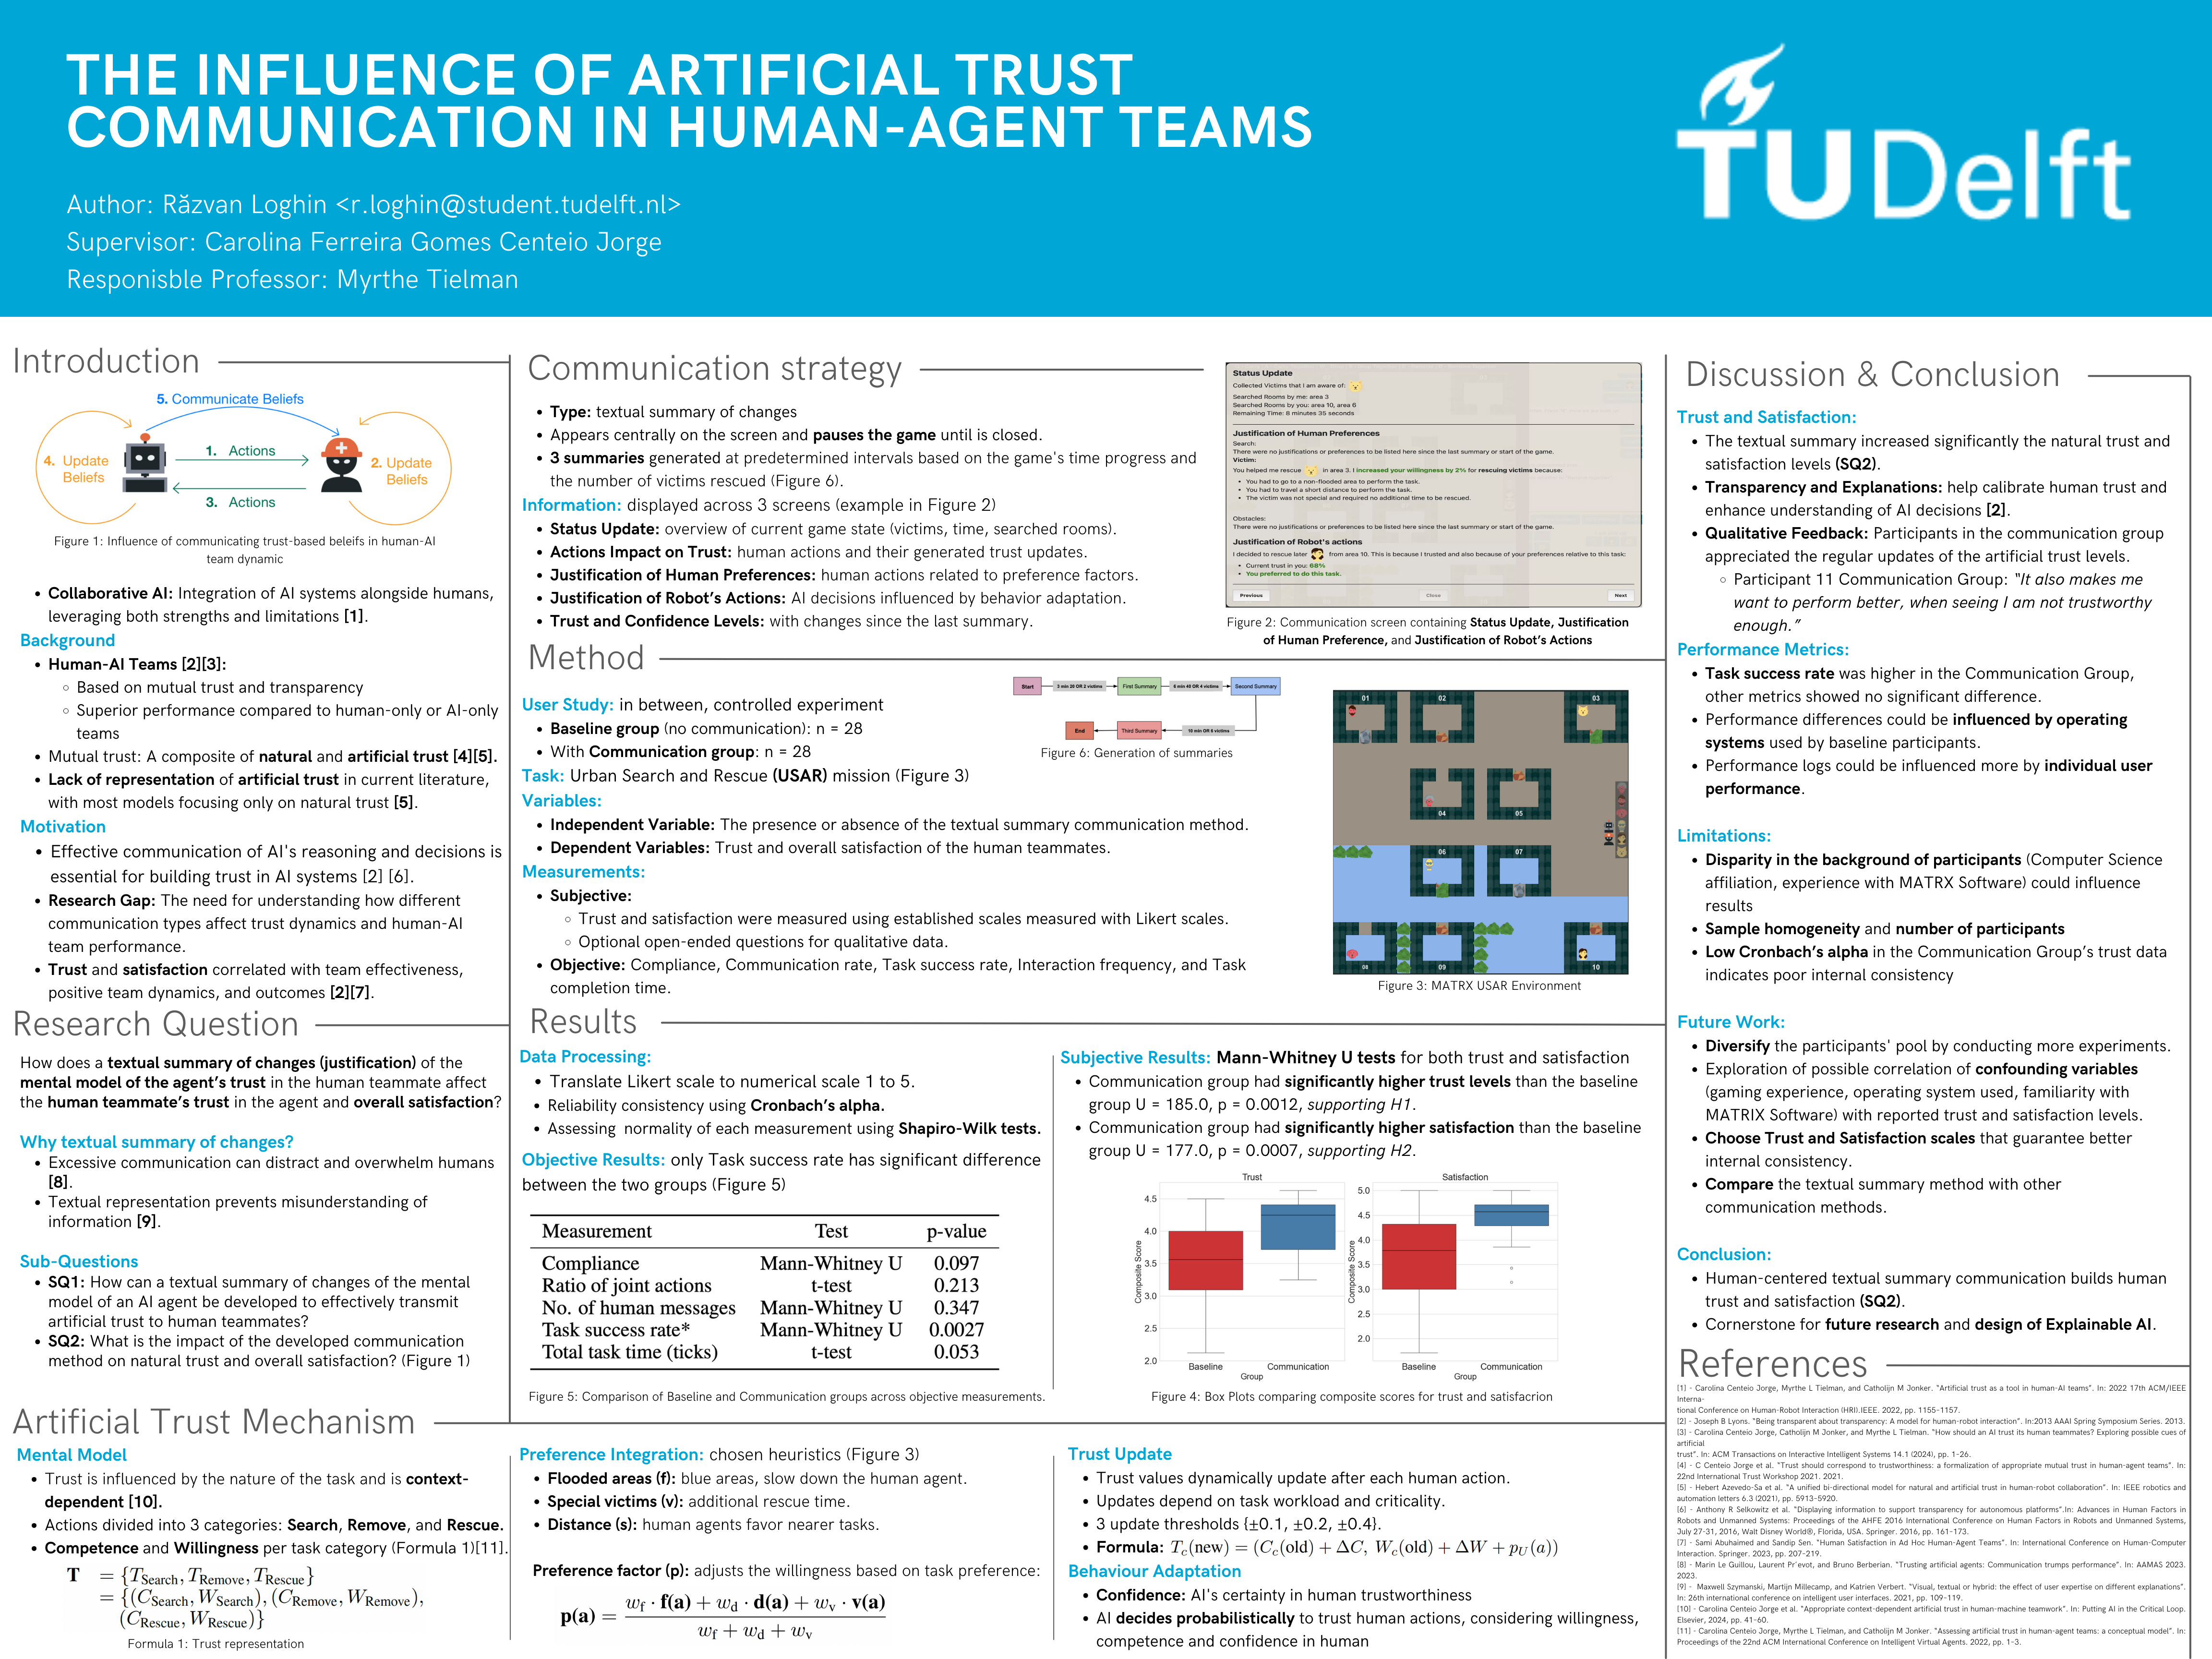 THE INFLUENCE OF ARTIFICIAL TRUST
COMMUNICATION IN HUMAN-AGENT TEAMS
Author: Răzvan Loghin <r.loghin@student.tudelft.nl>
Supervisor: Carolina Ferreira Gomes Centeio Jorge
Responisble Professor: Myrthe Tielman
TUDelft
Introduction
5. Communicate Beliefs
1. Actions
4. Update
Beliefs
2. Update
Beliefs
3. Actions
Figure 1: Influence of communicating trust-based beleifs in human-AI
team dynamic
• Collaborative AI: Integration of AI systems alongside humans,
leveraging both strengths and limitations [1].
Background
• Human-AI Teams [2][3]:
◦ Based on mutual trust and transparency
◦ Superior performance compared to human-only or AI-only
teams
• Mutual trust: A composite of natural and artificial trust [4][5].
• Lack of representation of artificial trust in current literature,
with most models focusing only on natural trust [5].
Motivation
• Effective communication of AI's reasoning and decisions is
essential for building trust in AI systems [2] [6].
• Research Gap: The need for understanding how different
communication types affect trust dynamics and human-AI
team performance.
• Trust and satisfaction correlated with team effectiveness,
positive team dynamics, and outcomes [2][7].
Research Question
How does a textual summary of changes (justification) of the
mental model of the agent's trust in the human teammate affect
the human teammate's trust in the agent and overall satisfaction?
Why textual summary of changes?
• Excessive communication can distract and overwhelm humans
[8].
• Textual representation prevents misunderstanding of
information [9].
Sub-Questions
• SQ1: How can a textual summary of changes of the mental
model of an AI agent be developed to effectively transmit
artificial trust to human teammates?
• SQ2: What is the impact of the developed communication
method on natural trust and overall satisfaction? (Figure 1)
Communication strategy
• Type: textual summary of changes
• Appears centrally on the screen and pauses the game until is closed.
• 3 summaries generated at predetermined intervals based on the game's time progress and
the number of victims rescued (Figure 6).
Information: displayed across 3 screens (example in Figure 2)
• Status Update: overview of current game state (victims, time, searched rooms).
• Actions Impact on Trust: human actions and their generated trust updates.
• Justification of Human Preferences: human actions related to preference factors.
• Justification of Robot's Actions: AI decisions influenced by behavior adaptation.
• Trust and Confidence Levels: with changes since the last summary.
Status Update
Collected Victims that I am aware of:
Searched Rooms by me: area 3
Searched Rooms by you: area 10, area 6
Remaining Time: 8 minutes 35 seconds
Justification of Human Preferences
Search:
There were no justifications or preferences to be listed here since the last summary or start of the game.
Victim:
You helped me rescue in area 3. I increased your willingness by 2% for rescuing victims because:
• You had to go to a non-flooded area to perform the task.
• You had to travel a short distance to perform the task.
• The victim was not special and required no additional time to be rescued.
Obstacles:
There were no justifications or preferences to be listed here since the last summary or start of the game.
Justification of Robot's actions
I decided to rescue later from area 10. This is because I trusted and also because of your preferences relative to this task:
• Current trust in you: 68%
• You preferred to do this task.
Previous
Close
Next
Figure 2: Communication screen containing Status Update, Justification
of Human Preference, and Justification of Robot's Actions
Method
User Study: in between, controlled experiment
• Baseline group (no communication): n = 28
• With Communication group: n = 28
Task: Urban Search and Rescue (USAR) mission (Figure 3)
Variables:
• Independent Variable: The presence or absence of the textual summary communication method.
• Dependent Variables: Trust and overall satisfaction of the human teammates.
Measurements:
• Subjective:
◦ Trust and satisfaction were measured using established scales measured with Likert scales.
◦ Optional open-ended questions for qualitative data.
• Objective: Compliance, Communication rate, Task success rate, Interaction frequency, and Task
completion time.
Start
3 min 20 OR 2 victims
First Summary
6 min 40 OR 4 victims
Second Summary
End
Third Summary
10 min OR 6 victims
Figure 6: Generation of summaries
01
02
03
04
05
06
07
08
09
10
Figure 3: MATRX USAR Environment
Results
Data Processing:
• Translate Likert scale to numerical scale 1 to 5.
• Reliability consistency using Cronbach's alpha.
• Assessing normality of each measurement using Shapiro-Wilk tests.
Objective Results: only Task success rate has significant difference
between the two groups (Figure 5)
Measurement Test p-value
Compliance Mann-Whitney U 0.097
Ratio of joint actions t-test 0.213
No. of human messages Mann-Whitney U 0.347
Task success rate* Mann-Whitney U 0.0027
Total task time (ticks) t-test 0.053
Figure 5: Comparison of Baseline and Communication groups across objective measurements.
Subjective Results: Mann-Whitney U tests for both trust and satisfaction
• Communication group had significantly higher trust levels than the baseline
group U = 185.0, p = 0.0012, supporting H1.
• Communication group had significantly higher satisfaction than the baseline
group U = 177.0, p = 0.0007, supporting H2.
Trust
4.5
4.0
3.5
3.0
2.5
2.0
Composite Score
Baseline
Communication
Group
Satisfaction
5.0
4.5
4.0
3.5
3.0
2.5
2.0
Composite Score
Baseline
Communication
Group
Figure 4: Box Plots comparing composite scores for trust and satisfacrion
Artificial Trust Mechanism
Mental Model
• Trust is influenced by the nature of the task and is context-
dependent [10].
• Actions divided into 3 categories: Search, Remove, and Rescue.
• Competence and Willingness per task category (Formula 1)[11].
T = {T_Search, T_Remove, T_Rescue}
= {(C_Search, W_Search), (C_Remove, W_Remove),
(C_Rescue, W_Rescue)}
Formula 1: Trust representation
Preference Integration: chosen heuristics (Figure 3)
• Flooded areas (f): blue areas, slow down the human agent.
• Special victims (v): additional rescue time.
• Distance (s): human agents favor nearer tasks.
Preference factor (p): adjusts the willingness based on task preference:
p(a) = (w_f · f(a) + w_d · d(a) + w_v · v(a)) / (w_f + w_d + w_v)
Trust Update
• Trust values dynamically update after each human action.
• Updates depend on task workload and criticality.
• 3 update thresholds {±0.1, ±0.2, ±0.4}.
• Formula: T_c(new) = (C_c(old) + ΔC, W_c(old) + ΔW + p_U(a))
Behaviour Adaptation
• Confidence: AI's certainty in human trustworthiness
• AI decides probabilistically to trust human actions, considering willingness,
competence and confidence in human
Discussion & Conclusion
Trust and Satisfaction:
• The textual summary increased significantly the natural trust and
satisfaction levels (SQ2).
• Transparency and Explanations: help calibrate human trust and
enhance understanding of AI decisions [2].
• Qualitative Feedback: Participants in the communication group
appreciated the regular updates of the artificial trust levels.
◦ Participant 11 Communication Group: "It also makes me
want to perform better, when seeing I am not trustworthy
enough."
Performance Metrics:
• Task success rate was higher in the Communication Group,
other metrics showed no significant difference.
• Performance differences could be influenced by operating
systems used by baseline participants.
• Performance logs could be influenced more by individual user
performance.
Limitations:
• Disparity in the background of participants (Computer Science
affiliation, experience with MATRX Software) could influence
results
• Sample homogeneity and number of participants
• Low Cronbach's alpha in the Communication Group's trust data
indicates poor internal consistency
Future Work:
• Diversify the participants' pool by conducting more experiments.
• Exploration of possible correlation of confounding variables
(gaming experience, operating system used, familiarity with
MATRIX Software) with reported trust and satisfaction levels.
• Choose Trust and Satisfaction scales that guarantee better
internal consistency.
• Compare the textual summary method with other
communication methods.
Conclusion:
• Human-centered textual summary communication builds human
trust and satisfaction (SQ2).
• Cornerstone for future research and design of Explainable AI.
References
[1] - Carolina Centeio Jorge, Myrthe L Tielman, and Catholijn M Jonker. "Artificial trust as a tool in human-AI teams". In: 2022 17th ACM/IEEE
Interna-
tional Conference on Human-Robot Interaction (HRI).IEEE. 2022, pp. 1155–1157.
[2] - Joseph B Lyons. "Being transparent about transparency: A model for human-robot interaction". In:2013 AAAI Spring Symposium Series. 2013.
[3] - Carolina Centeio Jorge, Catholijn M Jonker, and Myrthe L Tielman. "How should an AI trust its human teammates? Exploring possible cues of
artificial
trust". In: ACM Transactions on Interactive Intelligent Systems 14.1 (2024), pp. 1–26.
[4] - C Centeio Jorge et al. "Trust should correspond to trustworthiness: a formalization of appropriate mutual trust in human-agent teams". In:
22nd International Trust Workshop 2021. 2021.
[5] - Hebert Azevedo-Sa et al. "A unified bi-directional model for natural and artificial trust in human-robot collaboration". In: IEEE robotics and
automation letters 6.3 (2021), pp. 5913–5920.
[6] - Anthony R Selkowitz et al. "Displaying information to support transparency for autonomous platforms".In: Advances in Human Factors in
Robots and Unmanned Systems: Proceedings of the AHFE 2016 International Conference on Human Factors in Robots and Unmanned Systems,
July 27-31, 2016, Walt Disney World®, Florida, USA. Springer. 2016, pp. 161–173.
[7] - Sami Abuhaimed and Sandip Sen. "Human Satisfaction in Ad Hoc Human-Agent Teams". In: International Conference on Human-Computer
Interaction. Springer. 2023, pp. 207–219.
[8] - Marin Le Guillou, Laurent Pr´evot, and Bruno Berberian. "Trusting artificial agents: Communication trumps performance". In: AAMAS 2023.
2023.
[9] - Maxwell Szymanski, Martijn Millecamp, and Katrien Verbert. "Visual, textual or hybrid: the effect of user expertise on different explanations".
In: 26th international conference on intelligent user interfaces. 2021, pp. 109–119.
[10] - Carolina Centeio Jorge et al. "Appropriate context-dependent artificial trust in human-machine teamwork". In: Putting AI in the Critical Loop.
Elsevier, 2024, pp. 41–60.
[11] - Carolina Centeio Jorge, Myrthe L Tielman, and Catholijn M Jonker. "Assessing artificial trust in human-agent teams: a conceptual model". In:
Proceedings of the 22nd ACM International Conference on Intelligent Virtual Agents. 2022, pp. 1–3.